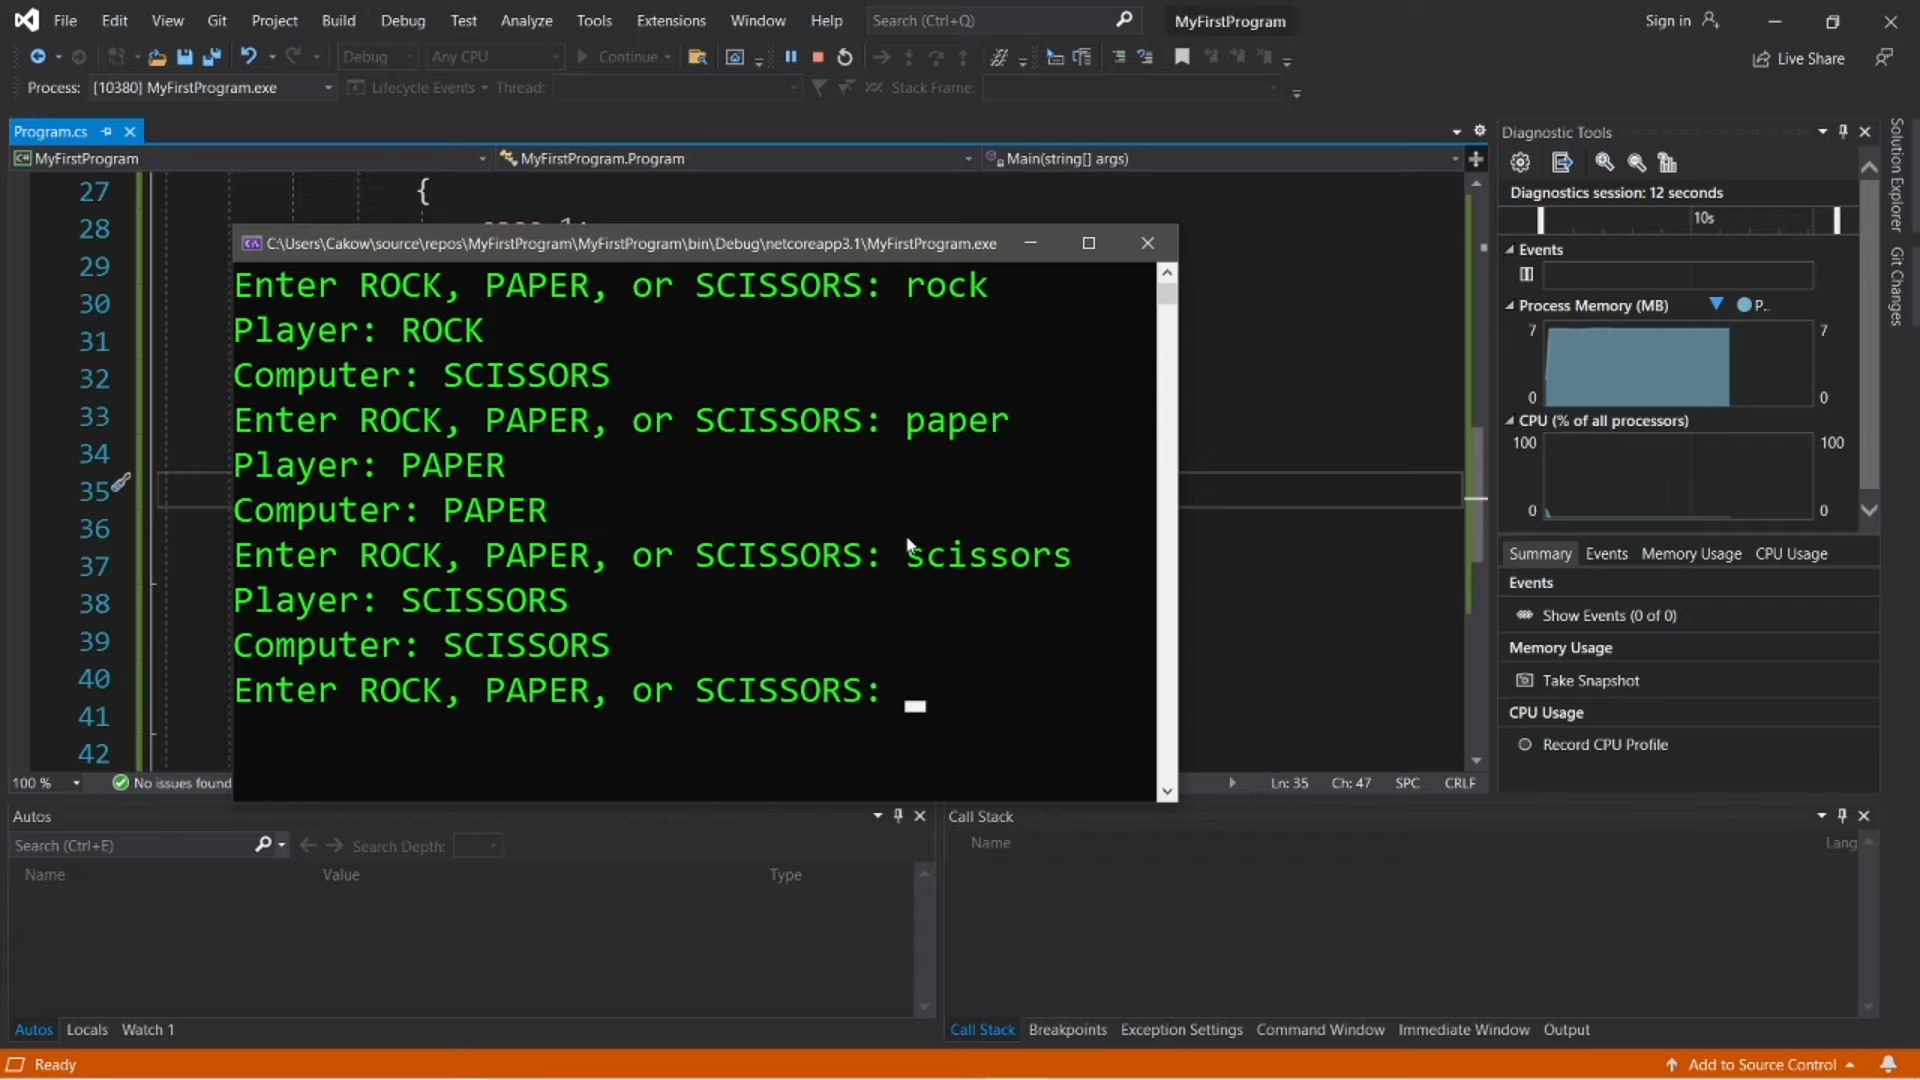 File Edit View Git Project Build Debug Test Analyze Tools Extensions Window Help Search (Ctrl+Q) MyFirstProgram Sign in
Debug Any CPU Continue Live Share
Process: [10380] MyFirstProgram.exe Lifecycle Events Thread: Stack Frame:
Program.cs
MyFirstProgram MyFirstProgram.Program Main(string[] args)
27 {
28
29
30
31
32
33
34
35
36
37
38
39
40
41
42
C:\Users\Cakow\source\repos\MyFirstProgram\MyFirstProgram\bin\Debug\netcoreapp3.1\MyFirstProgram.exe
Enter ROCK, PAPER, or SCISSORS: rock
Player: ROCK
Computer: SCISSORS
Enter ROCK, PAPER, or SCISSORS: paper
Player: PAPER
Computer: PAPER
Enter ROCK, PAPER, or SCISSORS: scissors
Player: SCISSORS
Computer: SCISSORS
Enter ROCK, PAPER, or SCISSORS:
100 % No issues found Ln: 35 Ch: 47 SPC CRLF
Diagnostic Tools
Diagnostics session: 12 seconds
10s
Events
Process Memory (MB) P...
7 7
0 0
CPU (% of all processors)
100 100
0 0
Summary Events Memory Usage CPU Usage
Events
Show Events (0 of 0)
Memory Usage
Take Snapshot
CPU Usage
Record CPU Profile
Solution Explorer
Git Changes
Autos
Search (Ctrl+E) Search Depth:
Name Value Type
Autos Locals Watch 1
Call Stack
Name Lang
Call Stack Breakpoints Exception Settings Command Window Immediate Window Output
Ready Add to Source Control